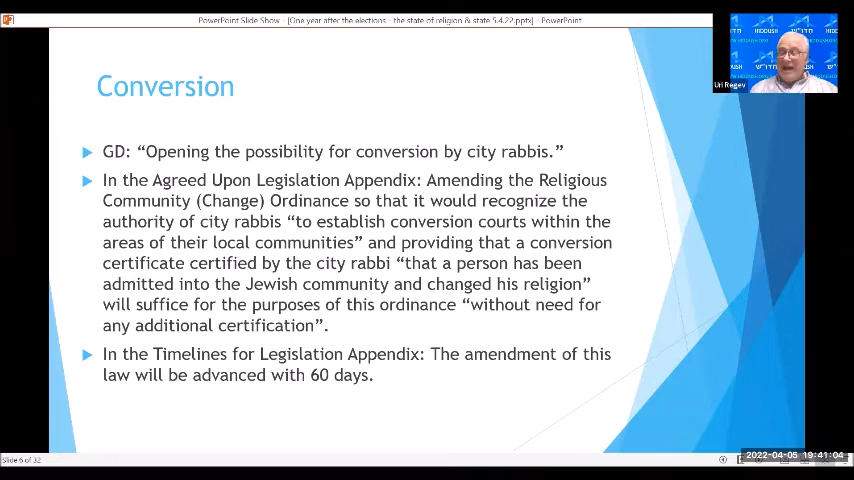 PowerPoint Slide Show - [One year after the elections - the state of religion & state 5.4.22.pptx] - PowerPoint
HIDDUSH
חדו"ש
Uri Regev
Conversion
GD: “Opening the possibility for conversion by city rabbis.”
In the Agreed Upon Legislation Appendix: Amending the Religious
Community (Change) Ordinance so that it would recognize the
authority of city rabbis “to establish conversion courts within the
areas of their local communities” and providing that a conversion
certificate certified by the city rabbi “that a person has been
admitted into the Jewish community and changed his religion”
will suffice for the purposes of this ordinance “without need for
any additional certification”.
In the Timelines for Legislation Appendix: The amendment of this
law will be advanced with 60 days.
Slide 6 of 32
2022-04-05 19:41:04